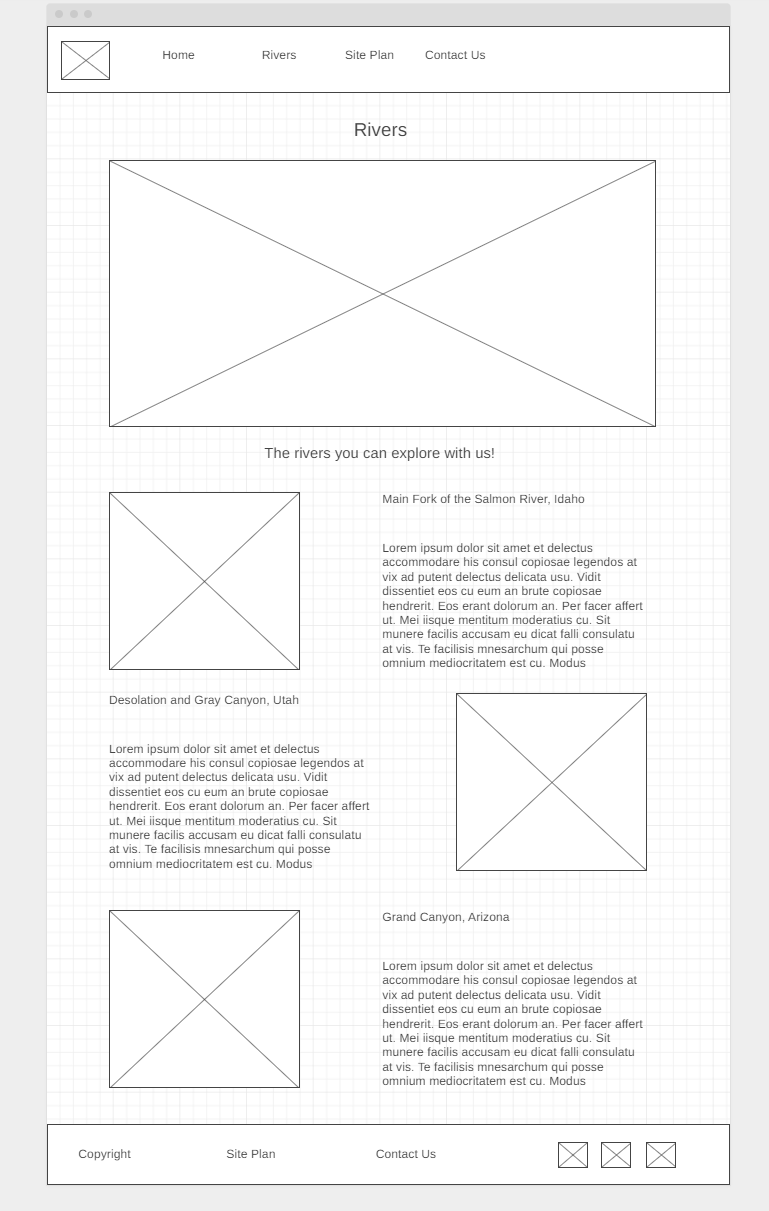 Home Rivers Site Plan Contact Us
Rivers
The rivers you can explore with us!
Main Fork of the Salmon River, Idaho
Lorem ipsum dolor sit amet et delectus
accommodare his consul copiosae legendos at
vix ad putent delectus delicata usu. Vidit
dissentiet eos cu eum an brute copiosae
hendrerit. Eos erant dolorum an. Per facer affert
ut. Mei iisque mentitum moderatius cu. Sit
munere facilis accusam eu dicat falli consulatu
at vis. Te facilisis mnesarchum qui posse
omnium mediocritatem est cu. Modus
Desolation and Gray Canyon, Utah
Lorem ipsum dolor sit amet et delectus
accommodare his consul copiosae legendos at
vix ad putent delectus delicata usu. Vidit
dissentiet eos cu eum an brute copiosae
hendrerit. Eos erant dolorum an. Per facer affert
ut. Mei iisque mentitum moderatius cu. Sit
munere facilis accusam eu dicat falli consulatu
at vis. Te facilisis mnesarchum qui posse
omnium mediocritatem est cu. Modus
Grand Canyon, Arizona
Lorem ipsum dolor sit amet et delectus
accommodare his consul copiosae legendos at
vix ad putent delectus delicata usu. Vidit
dissentiet eos cu eum an brute copiosae
hendrerit. Eos erant dolorum an. Per facer affert
ut. Mei iisque mentitum moderatius cu. Sit
munere facilis accusam eu dicat falli consulatu
at vis. Te facilisis mnesarchum qui posse
omnium mediocritatem est cu. Modus
Copyright Site Plan Contact Us